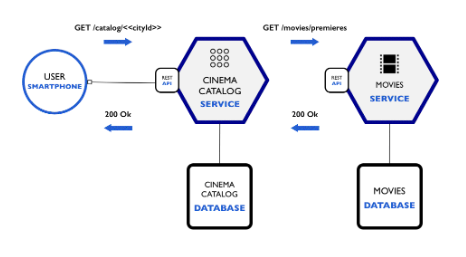 GET /catalog/<<cityId>>
GET /movies/premieres
USER
SMARTPHONE
REST
API
CINEMA
CATALOG
SERVICE
REST
API
MOVIES
SERVICE
200 Ok
200 Ok
CINEMA
CATALOG
DATABASE
MOVIES
DATABASE